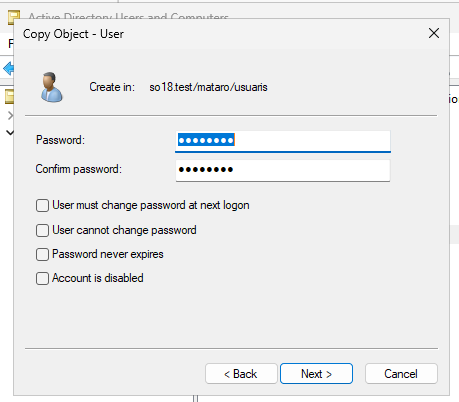 Active Directory Users and Computers
Copy Object - User
Create in: so18.test/mataro/usuaris
Password: ●●●●●●●●
Confirm password: ●●●●●●●●
User must change password at next logon
User cannot change password
Password never expires
Account is disabled
< Back Next > Cancel